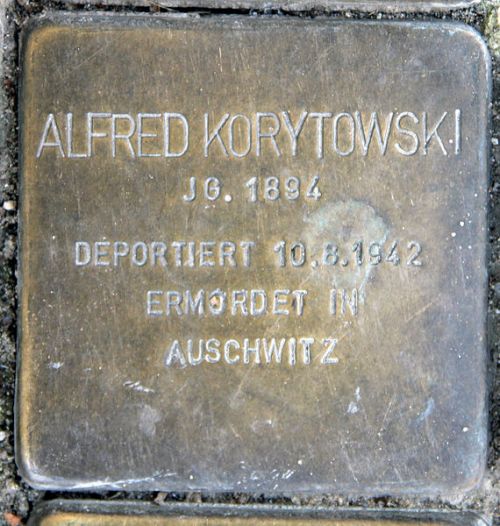 ALFRED KORYTOWSKI
JG. 1894
DEPORTIERT 10.8.1942
ERMORDET IN
AUSCHWITZ